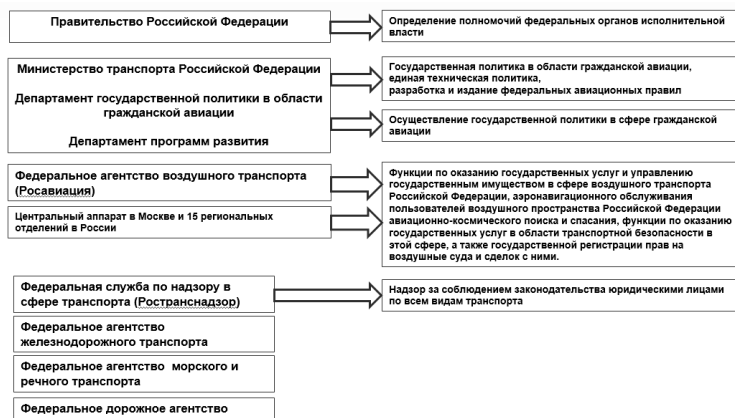 Правительство Российской Федерации
Определение полномочий федеральных органов исполнительной
власти
Министерство транспорта Российской Федерации
Департамент государственной политики в области
гражданской авиации
Департамент программ развития
Государственная политика в области гражданской авиации,
единая техническая политика,
разработка и издание федеральных авиационных правил
Осуществление государственной политики в сфере гражданской
авиации
Федеральное агентство воздушного транспорта
(Росавиация)
Центральный аппарат в Москве и 15 региональных
отделений в России
Функции по оказанию государственных услуг и управлению
государственным имуществом в сфере воздушного транспорта
Российской Федерации, аэронавигационного обслуживания
пользователей воздушного пространства Российской Федерации
авиационно-космического поиска и спасания, функции по оказанию
государственных услуг в области транспортной безопасности в
этой сфере, а также государственной регистрации прав на
воздушные суда и сделок с ними.
Федеральная служба по надзору в
сфере транспорта (Ространснадзор)
Надзор за соблюдением законодательства юридическими лицами
по всем видам транспорта
Федеральное агентство
железнодорожного транспорта
Федеральное агентство морского и
речного транспорта
Федеральное дорожное агентство